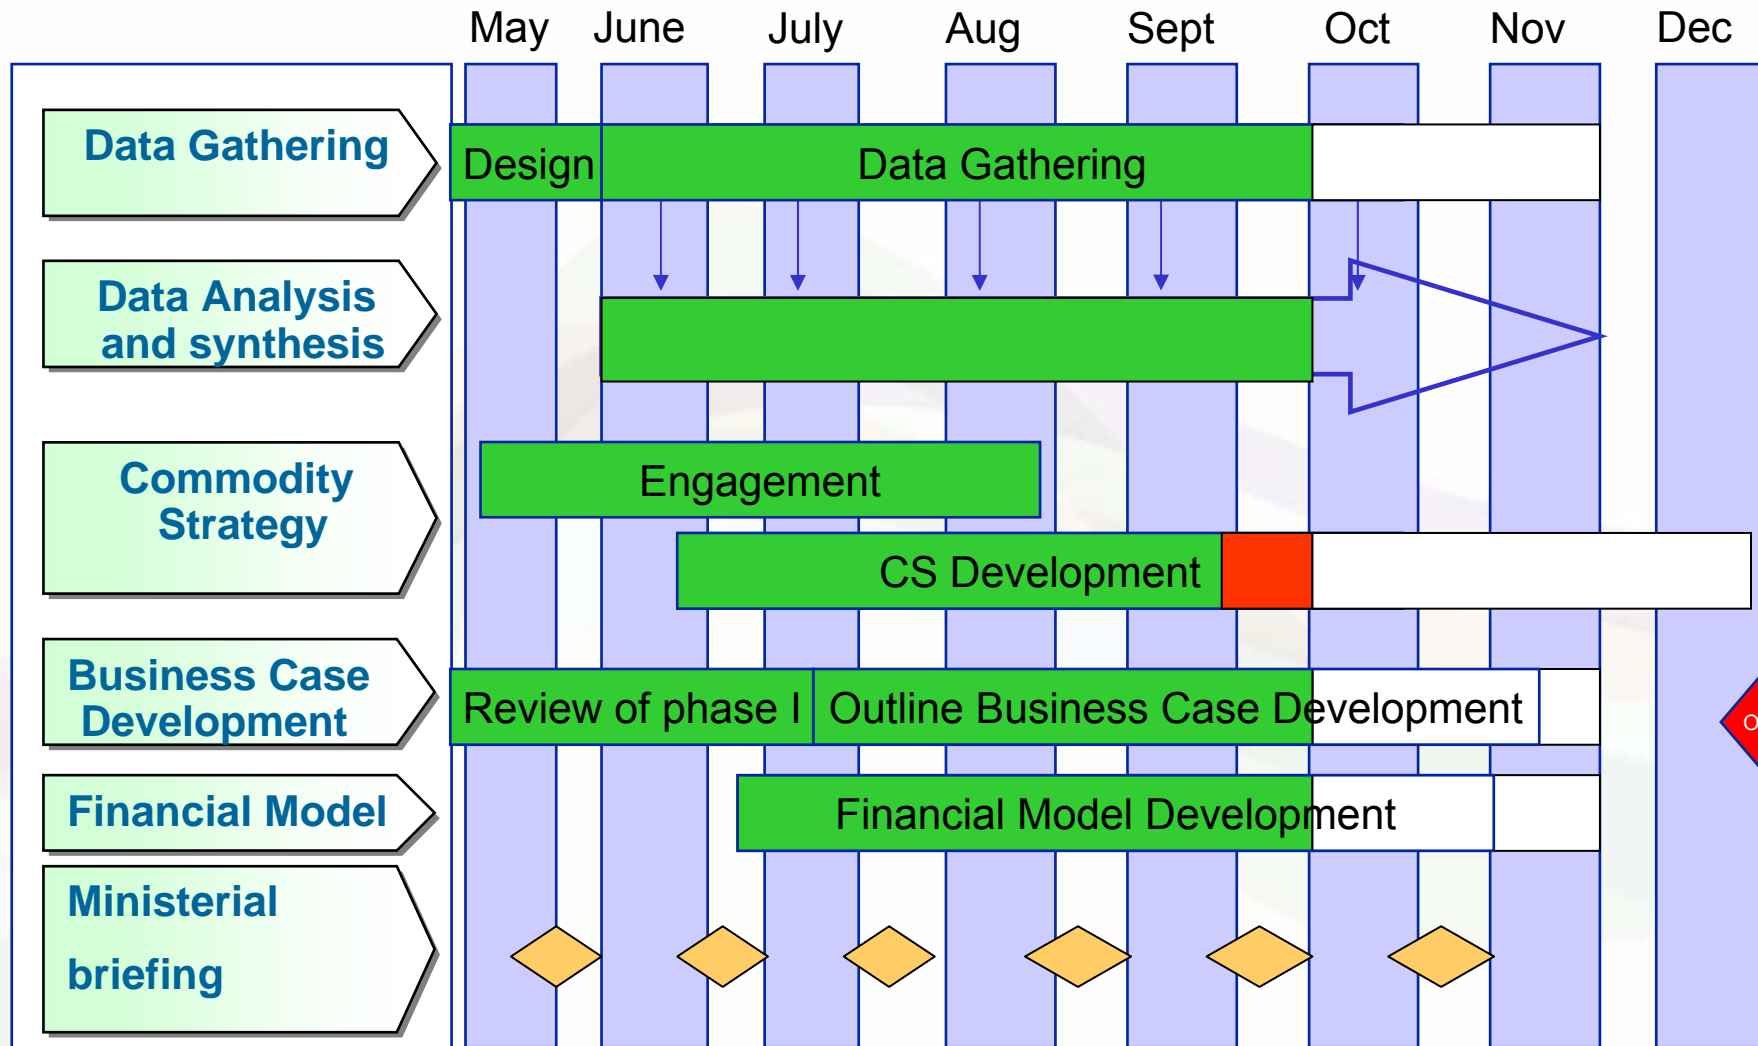 May June July Aug Sept Oct Nov Dec
Data Gathering
Design Data Gathering
Data Analysis
and synthesis
Commodity
Strategy
Engagement
CS Development
Business Case
Development
Review of phase I Outline Business Case Development
Financial Model
Financial Model Development
Ministerial
briefing